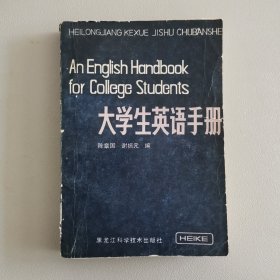 HEILONGJIANG KEXUE JISHU CHUBANSHE
An English Handbook
for College Students
大学生英语手册
编
黑龙江科学技术出版社
HEIKE